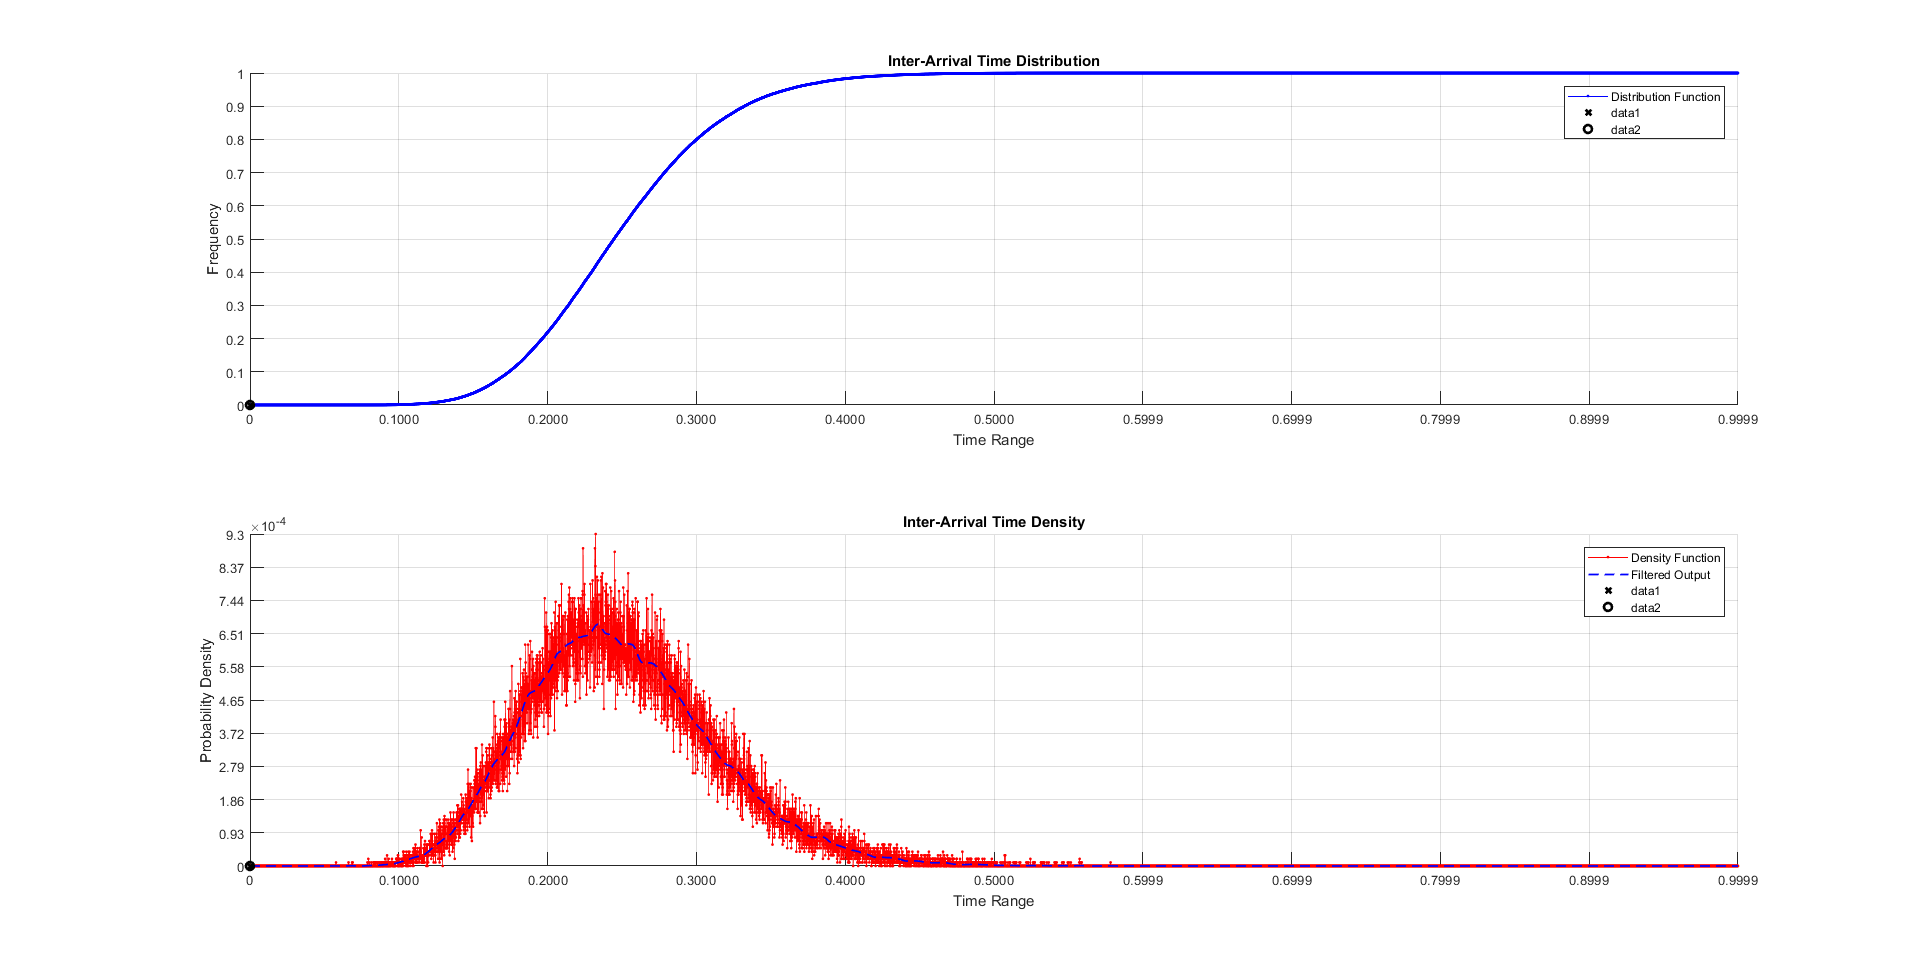 Inter-Arrival Time Distribution
1
0.9
0.8
0.7
0.6
0.5
0.4
0.3
0.2
0.1
0
Frequency
Distribution Function
data1
data2
0 0.1000 0.2000 0.3000 0.4000 0.5000 0.5999 0.6999 0.7999 0.8999 0.9999
Time Range
Inter-Arrival Time Density
×10^-4
9.3
8.37
7.44
6.51
5.58
4.65
3.72
2.79
1.86
0.93
0
Probability Density
Density Function
Filtered Output
data1
data2
0 0.1000 0.2000 0.3000 0.4000 0.5000 0.5999 0.6999 0.7999 0.8999 0.9999
Time Range